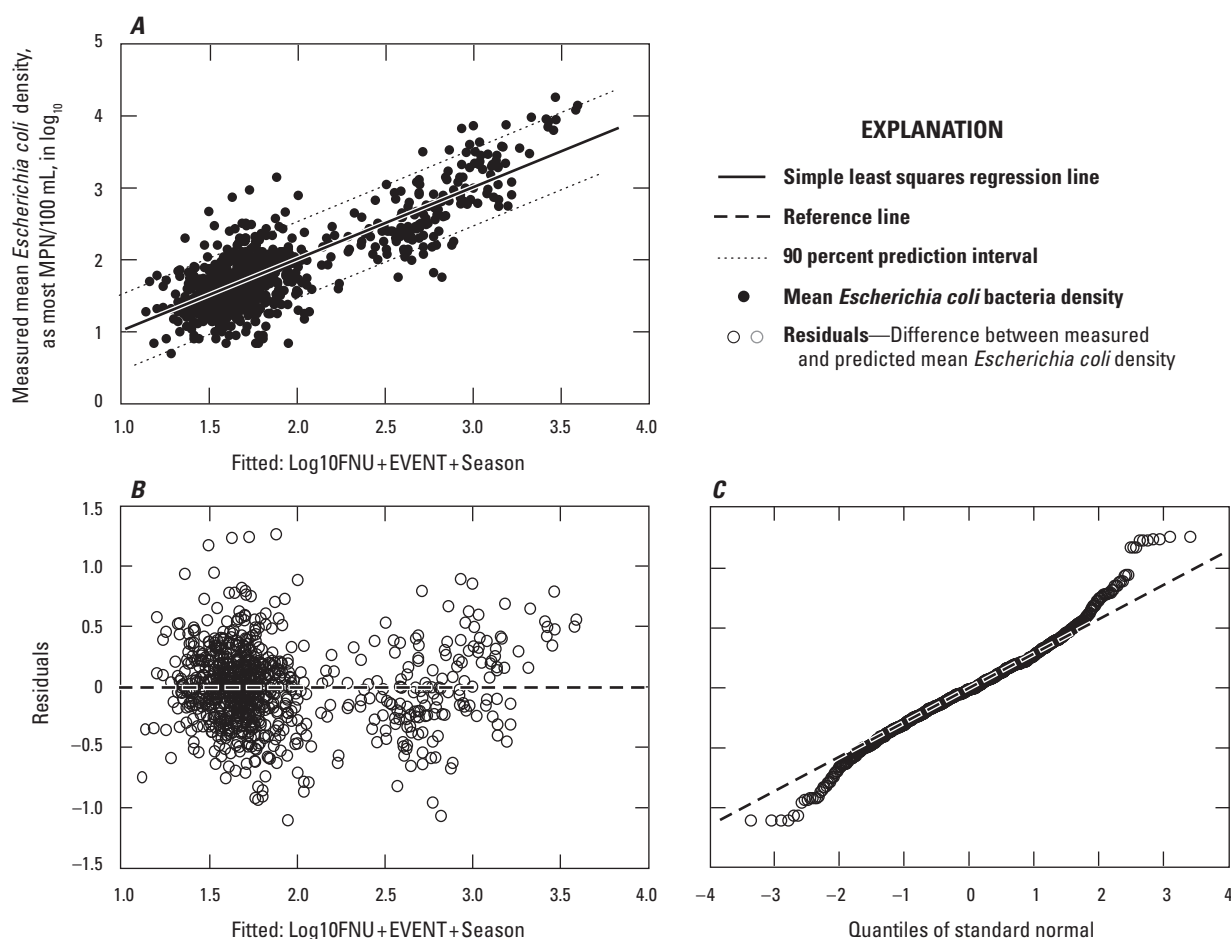 A
Measured mean Escherichia coli density,
as most MPN/100 mL, in log10
5
4
3
2
1
0
1.0 1.5 2.0 2.5 3.0 3.5 4.0
Fitted: Log10FNU+EVENT+Season
EXPLANATION
Simple least squares regression line
Reference line
90 percent prediction interval
Mean Escherichia coli bacteria density
Residuals—Difference between measured
and predicted mean Escherichia coli density
B
Residuals
1.5
1.0
0.5
0
−0.5
−1.0
−1.5
1.0 1.5 2.0 2.5 3.0 3.5 4.0
Fitted: Log10FNU+EVENT+Season
C
−4 −3 −2 −1 0 1 2 3 4
Quantiles of standard normal